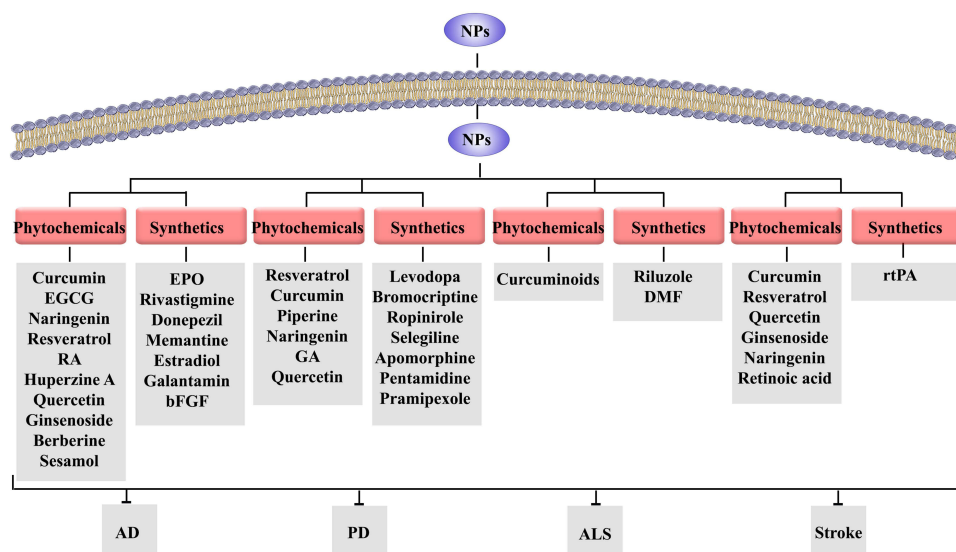 NPs
NPs
Phytochemicals
Synthetics
Phytochemicals
Synthetics
Phytochemicals
Synthetics
Phytochemicals
Synthetics
Curcumin
EGCG
Naringenin
Resveratrol
RA
Huperzine A
Quercetin
Ginsenoside
Berberine
Sesamol
EPO
Rivastigmine
Donepezil
Memantine
Estradiol
Galantamin
bFGF
Resveratrol
Curcumin
Piperine
Naringenin
GA
Quercetin
Levodopa
Bromocriptine
Ropinirole
Selegiline
Apomorphine
Pentamidine
Pramipexole
Curcuminoids
Riluzole
DMF
Curcumin
Resveratrol
Quercetin
Ginsenoside
Naringenin
Retinoic acid
rtPA
AD
PD
ALS
Stroke